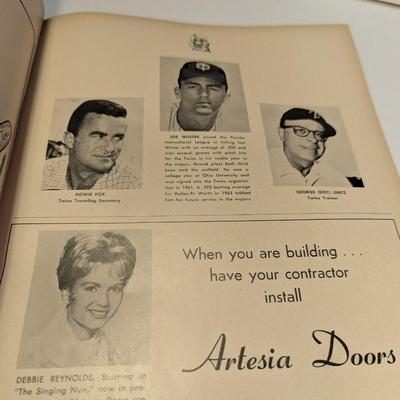 JOE NOSSEK paced the Florida
Instructional League in hitting last
Winter with an average of .390 and
won several games with pinch hits
for the Twins in his rookie year in
the majors. Nossek plays both third
base and the outfield. He was a
college star at Ohio University and
was signed into the Twins organization
in 1961. A .293 batting average for
Dallas-Ft. Worth in 1963 tabbed
him for future service in the majors
HOWIE FOX
Twins Traveling Secretary
GEORGE (DOC) LENTZ
Twins Trainer
When you are building . . .
have your contractor
install
Artesia Doors
DEBBIE REYNOLDS, Starring in
"The Singing Nun," now in pro-